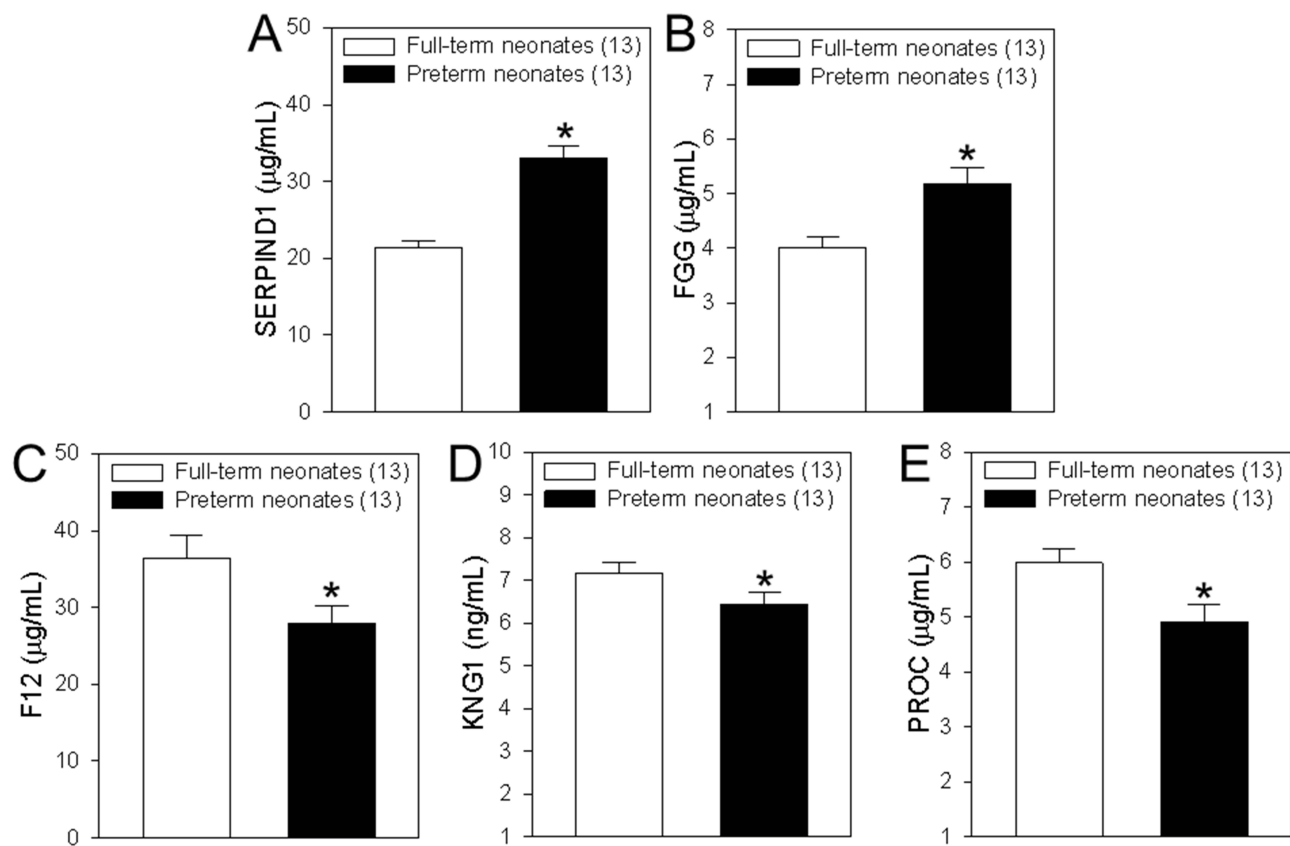 A
Full-term neonates (13)
Preterm neonates (13)
SERPIND1 (µg/mL)
50
40
30
20
10
0
*
B
Full-term neonates (13)
Preterm neonates (13)
FGG (µg/mL)
8
7
6
5
4
3
2
1
*
C
Full-term neonates (13)
Preterm neonates (13)
F12 (µg/mL)
50
40
30
20
10
0
*
D
Full-term neonates (13)
Preterm neonates (13)
KNG1 (ng/mL)
10
9
8
7
6
5
4
3
2
1
*
E
Full-term neonates (13)
Preterm neonates (13)
PROC (µg/mL)
8
7
6
5
4
3
2
1
*